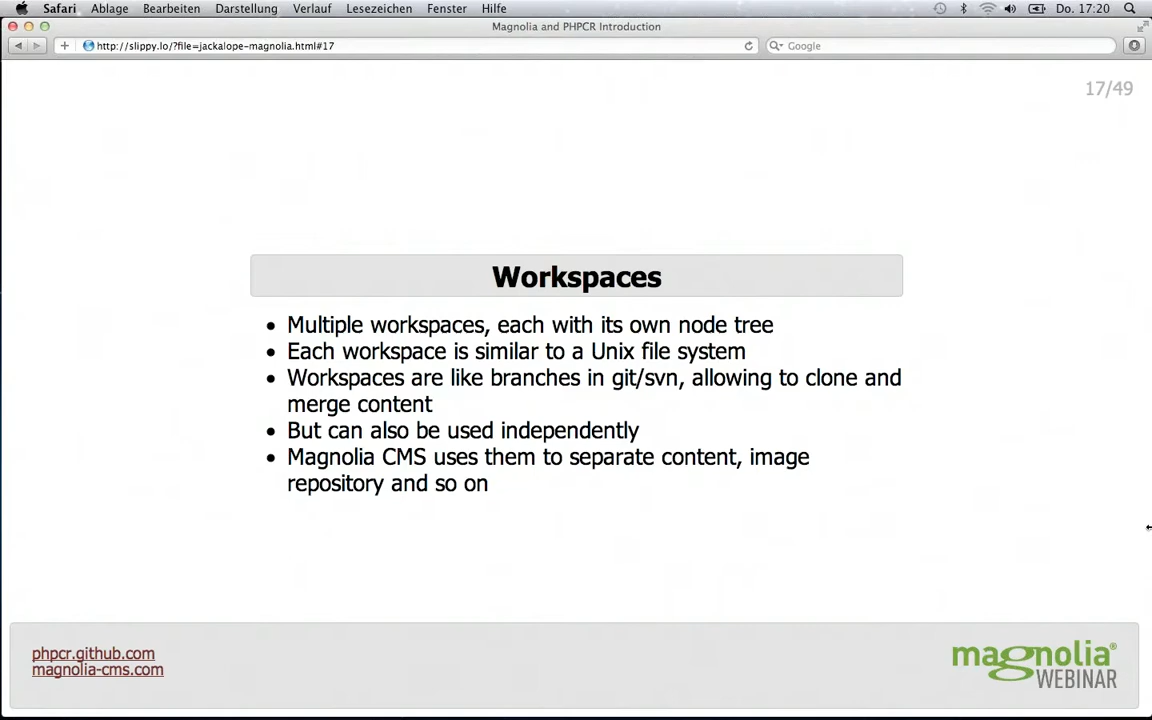 Safari Ablage Bearbeiten Darstellung Verlauf Lesezeichen Fenster Hilfe Do. 17:20
Magnolia and PHPCR Introduction
http://slippy.lo/?file=jackalope-magnolia.html#17 Google
17/49
Workspaces
• Multiple workspaces, each with its own node tree
• Each workspace is similar to a Unix file system
• Workspaces are like branches in git/svn, allowing to clone and
merge content
• But can also be used independently
• Magnolia CMS uses them to separate content, image
repository and so on
phpcr.github.com
magnolia-cms.com
magnolia®
WEBINAR